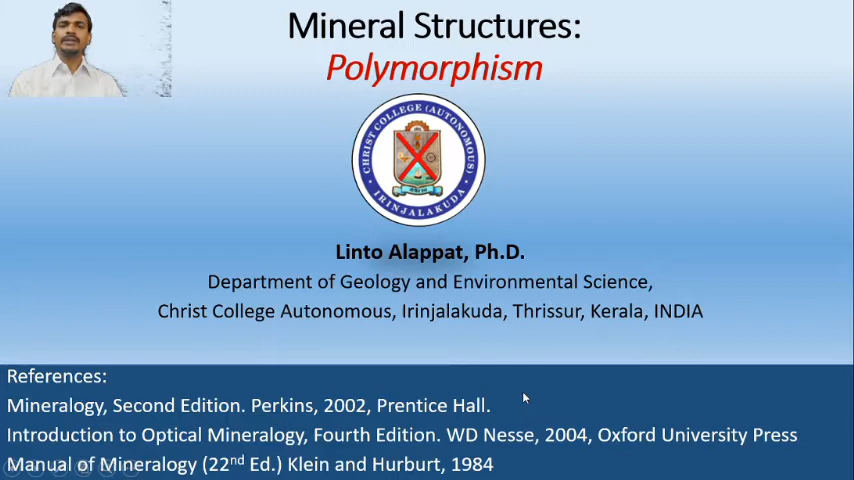 Mineral Structures:
Polymorphism
CHRIST COLLEGE (AUTONOMOUS)
IRINJALAKUDA
Linto Alappat, Ph.D.
Department of Geology and Environmental Science,
Christ College Autonomous, Irinjalakuda, Thrissur, Kerala, INDIA
References:
Mineralogy, Second Edition. Perkins, 2002, Prentice Hall.
Introduction to Optical Mineralogy, Fourth Edition. WD Nesse, 2004, Oxford University Press
Manual of Mineralogy (22nd Ed.) Klein and Hurburt, 1984